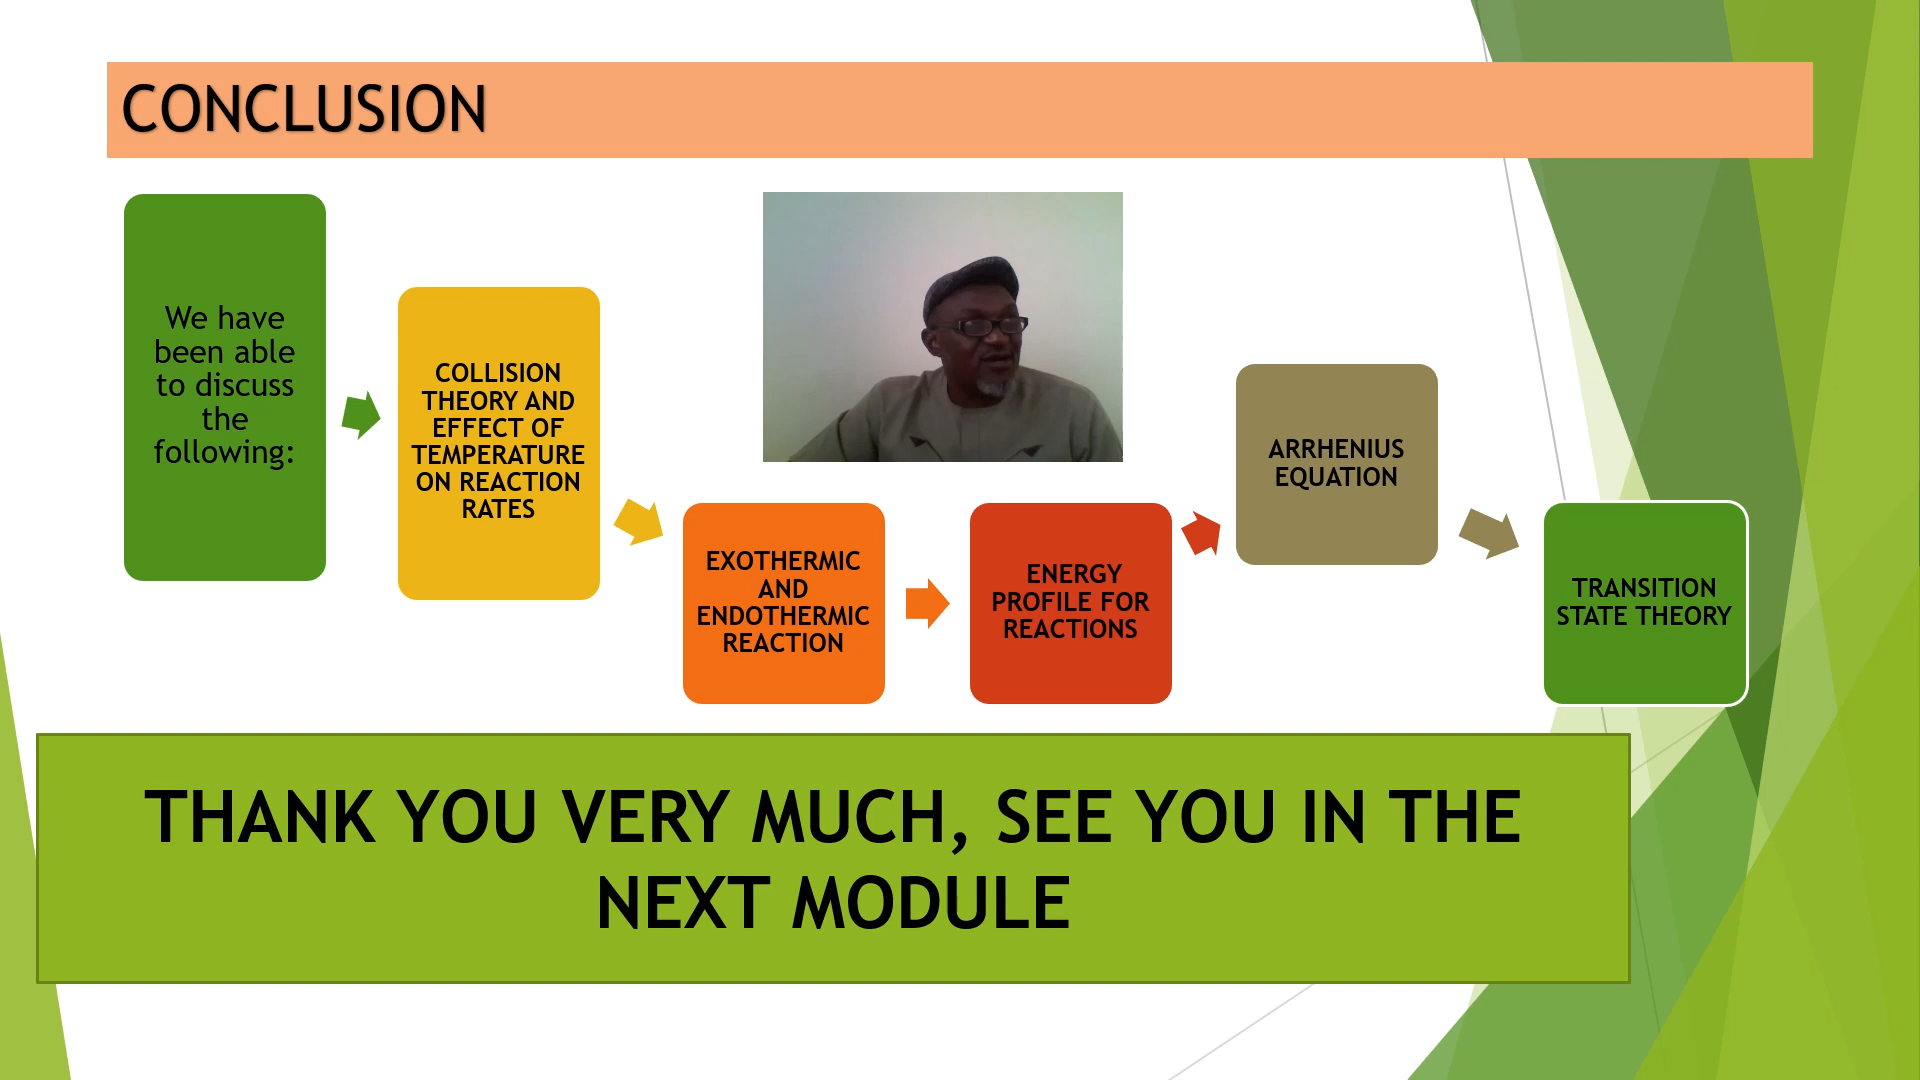 CONCLUSION
We have
been able
to discuss
the
following:
COLLISION
THEORY AND
EFFECT OF
TEMPERATURE
ON REACTION
RATES
EXOTHERMIC
AND
ENDOTHERMIC
REACTION
ENERGY
PROFILE FOR
REACTIONS
ARRHENIUS
EQUATION
TRANSITION
STATE THEORY
THANK YOU VERY MUCH, SEE YOU IN THE
NEXT MODULE